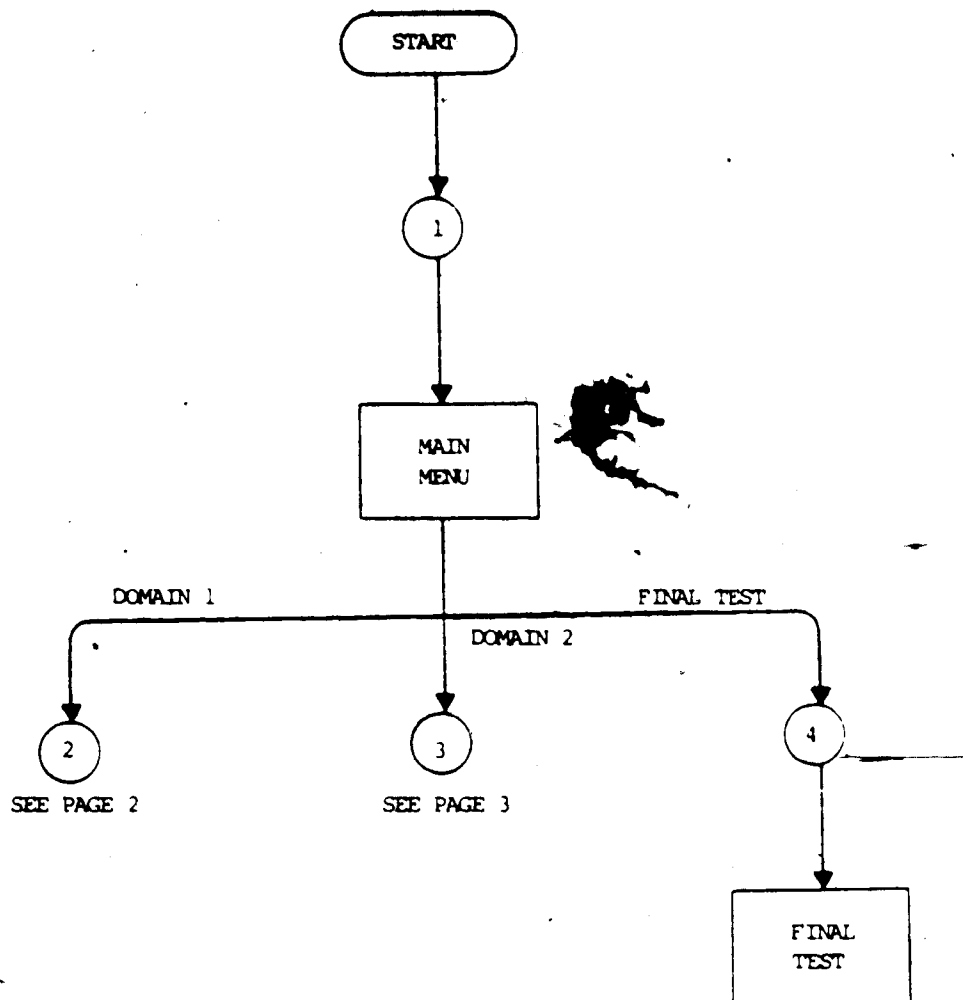 START
1
MAIN
MENU
DOMAIN 1
FINAL TEST
DOMAIN 2
2
3
4
SEE PAGE 2
SEE PAGE 3
FINAL
TEST